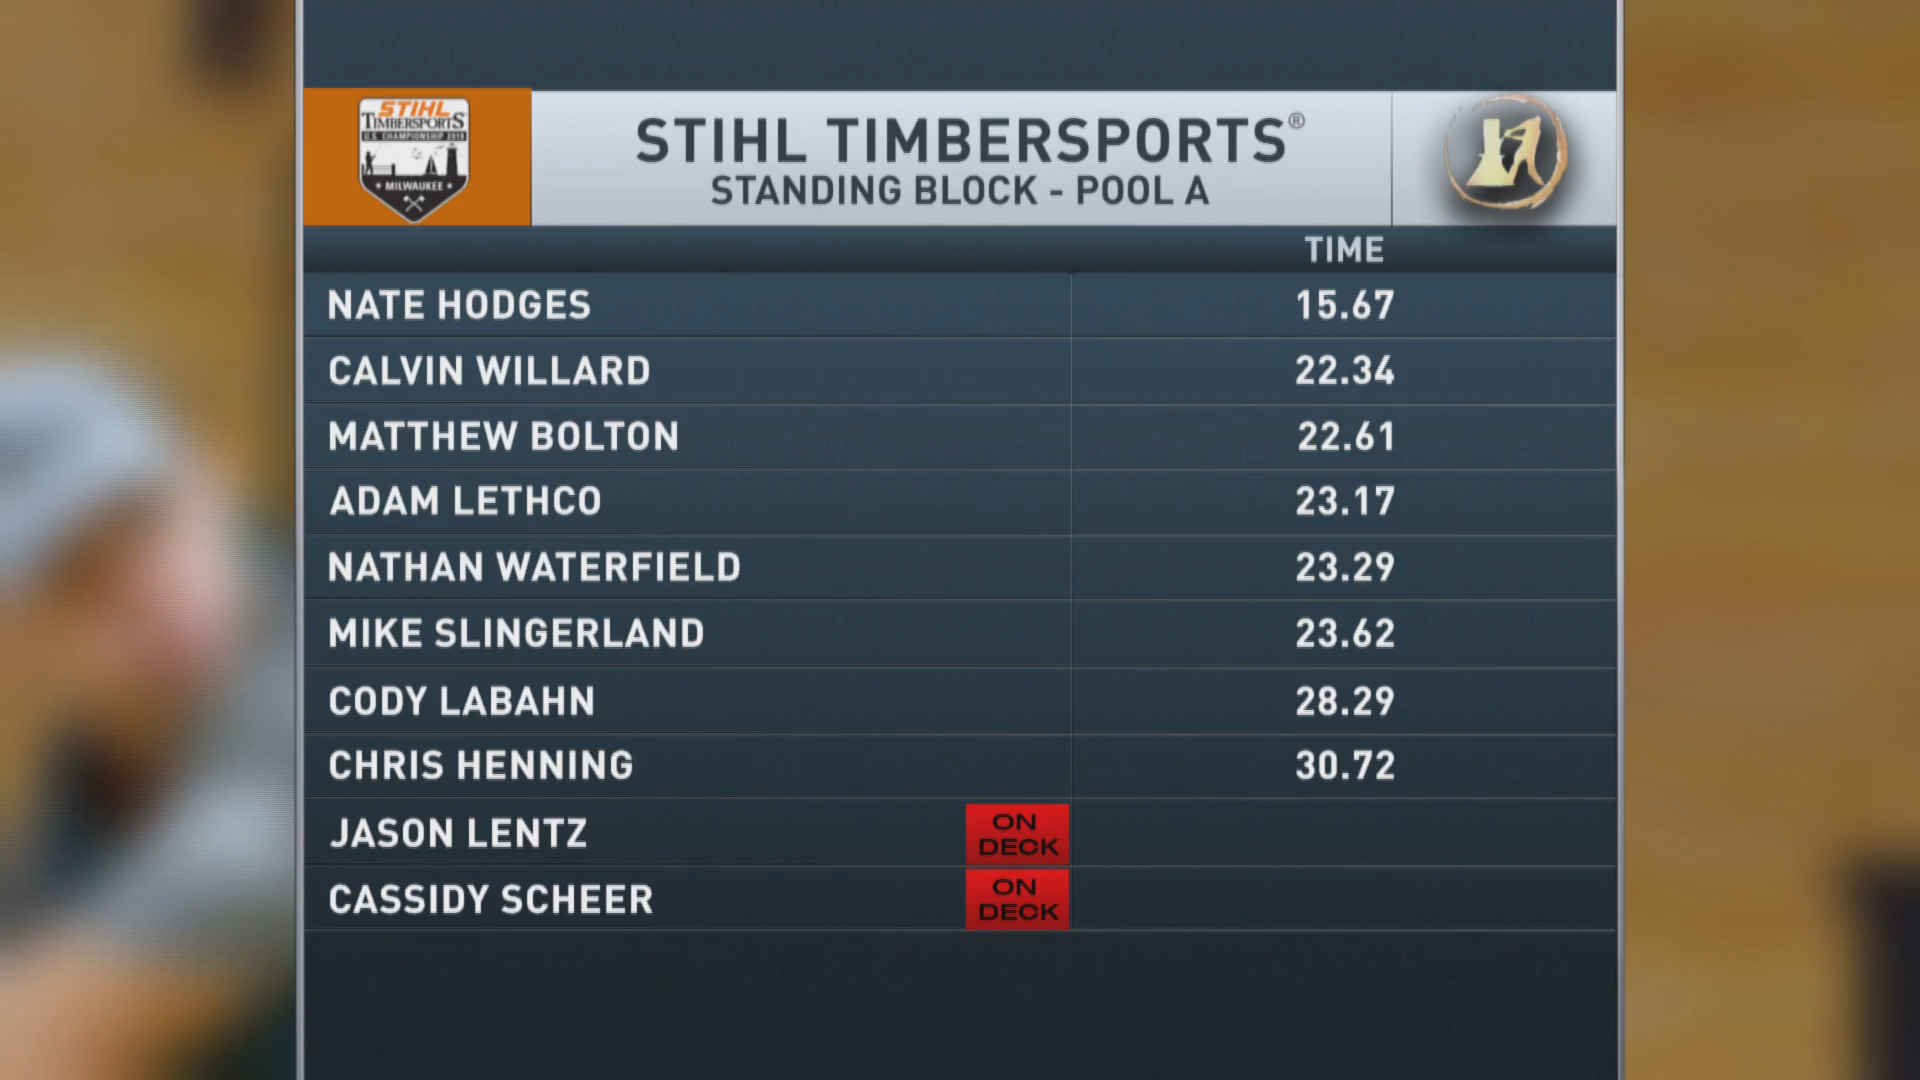 STIHL
TIMBERSPORTS
U.S. CHAMPIONSHIP 2019
MILWAUKEE
STIHL TIMBERSPORTS®
STANDING BLOCK - POOL A
TIME
NATE HODGES 15.67
CALVIN WILLARD 22.34
MATTHEW BOLTON 22.61
ADAM LETHCO 23.17
NATHAN WATERFIELD 23.29
MIKE SLINGERLAND 23.62
CODY LABAHN 28.29
CHRIS HENNING 30.72
JASON LENTZ ON DECK
CASSIDY SCHEER ON DECK